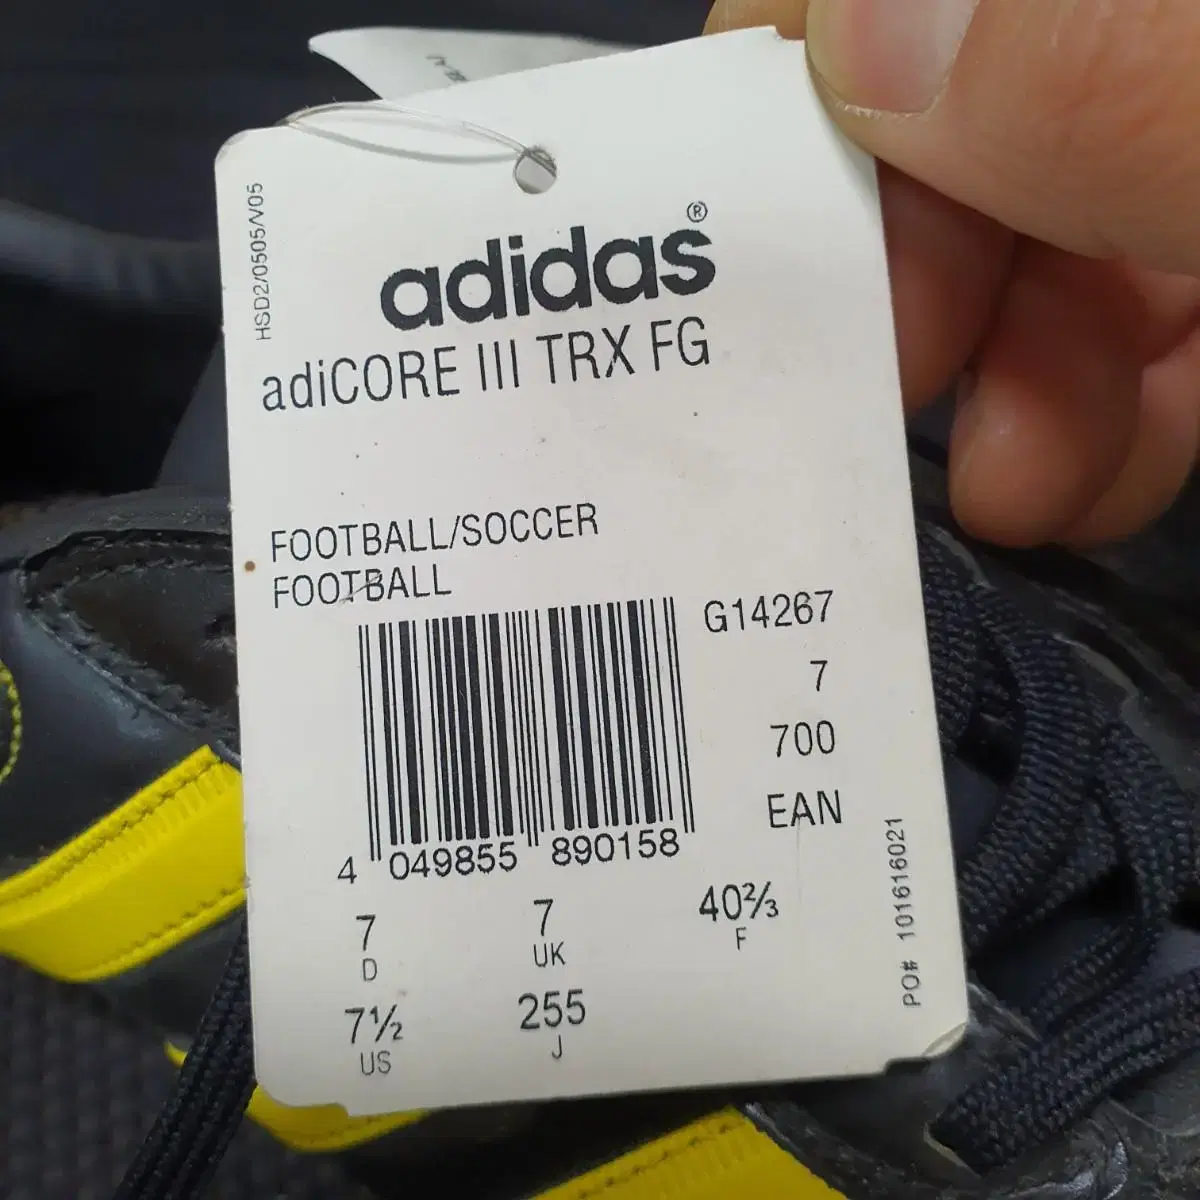 HSD2/0505/V05
adidas®
adiCORE III TRX FG
FOOTBALL/SOCCER
FOOTBALL
G14267
7
700
EAN
4 049855 890158
7 7 40⅔
D UK F
7½ 255
US J
PO# 101616021